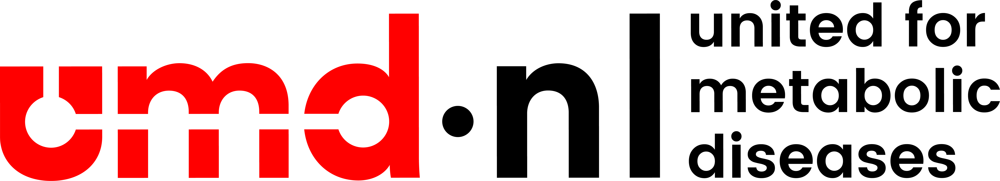 umd·nl
united for
metabolic
diseases